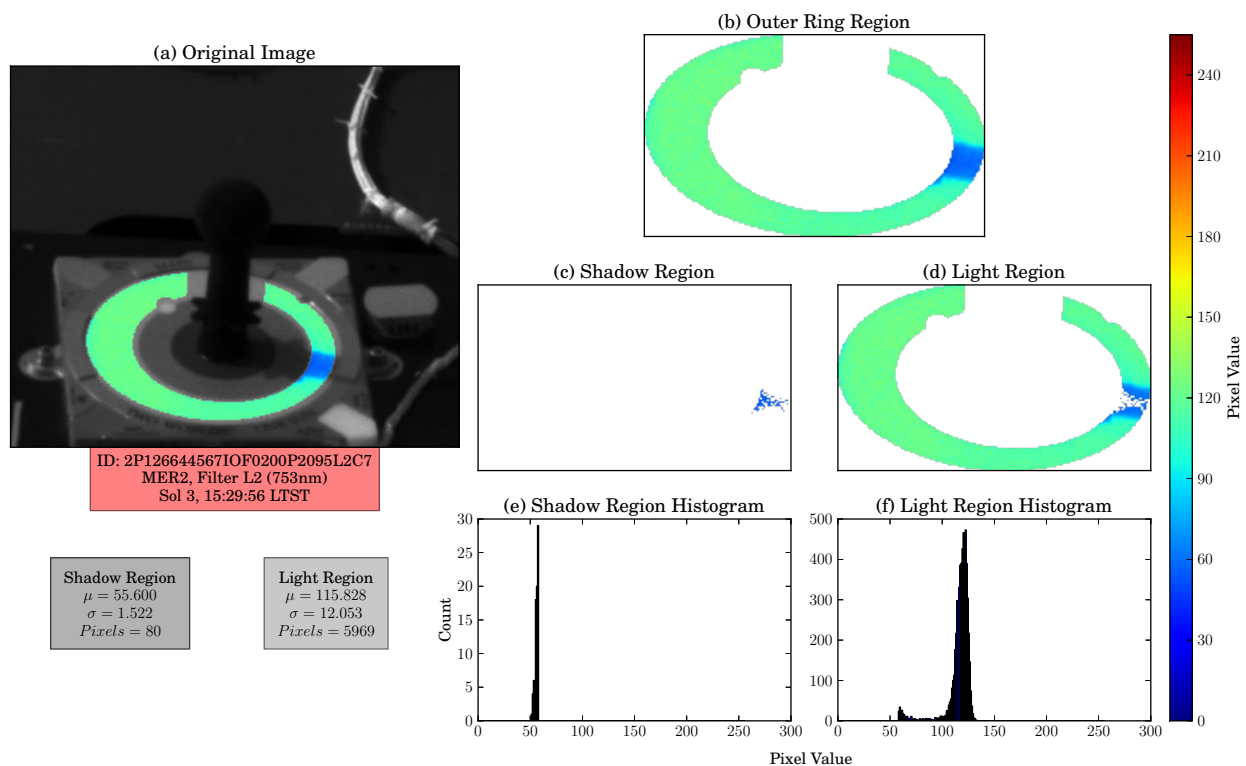 (a) Original Image
ID: 2P126644567IOF0200P2095L2C7
MER2, Filter L2 (753nm)
Sol 3, 15:29:56 LTST
Shadow Region
μ = 55.600
σ = 1.522
Pixels = 80
Light Region
μ = 115.828
σ = 12.053
Pixels = 5969
(b) Outer Ring Region
(c) Shadow Region
(d) Light Region
(e) Shadow Region Histogram
30
25
20
15
10
5
0
Count
0 50 100 150 200 250 300
(f) Light Region Histogram
500
400
300
200
100
0
0 50 100 150 200 250 300
Pixel Value
240
210
180
150
120
90
60
30
0
Pixel Value